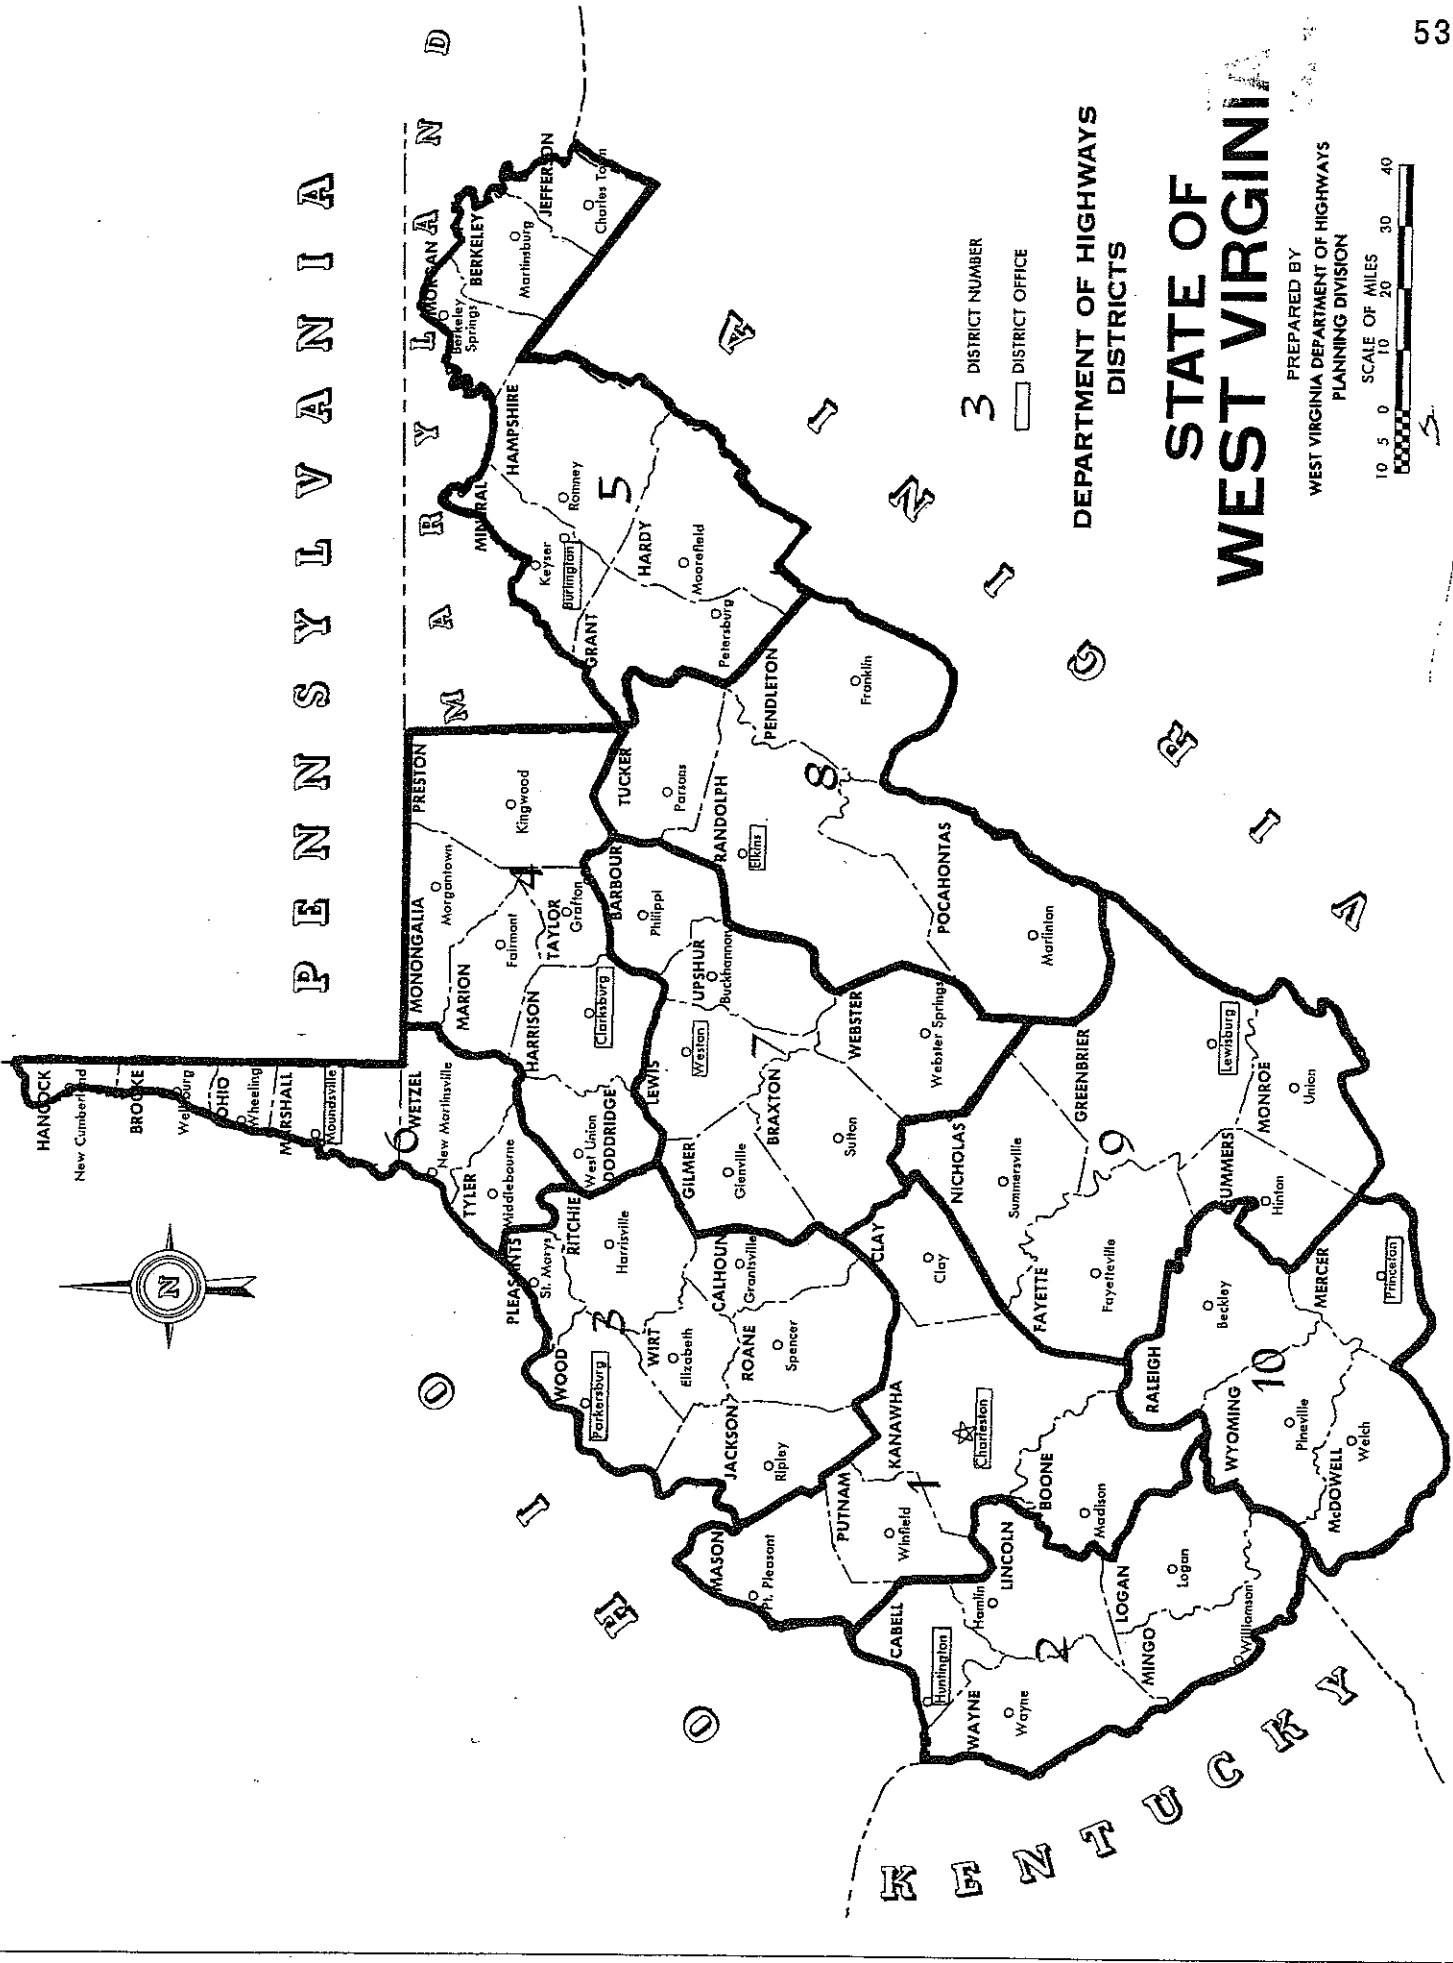 53
PENNSYLVANIA
MARYLAND
OHIO
KENTUCKY
VIRGINIA
N
HANCOCK
New Cumberland
BROOKE
Wellsburg
OHIO
Wheeling
MARSHALL
Moundsville
6
WETZEL
New Martinsville
TYLER
Middlebourne
MONONGALIA
Morgantown
PRESTON
Kingwood
MARION
Fairmont
4
TAYLOR
Grafton
HARRISON
Clarksburg
DODDRIDGE
West Union
PLEASANTS
St. Marys
RITCHIE
Harrisville
WOOD
Parkersburg
3
WIRT
Elizabeth
CALHOUN
Grantsville
ROANE
Spencer
JACKSON
Ripley
BARBOUR
Philippi
LEWIS
Weston
UPSHUR
Buckhannon
7
GILMER
Glenville
BRAXTON
Sutton
WEBSTER
Webster Springs
TUCKER
Parsons
RANDOLPH
Elkins
8
PENDLETON
Franklin
POCAHONTAS
Marlinton
GRANT
Petersburg
MINERAL
Keyser
Burlington
HAMPSHIRE
Romney
5
HARDY
Moorefield
MORGAN
Berkeley
Springs
BERKELEY
Martinsburg
JEFFERSON
Charles Town
MASON
Pt. Pleasant
PUTNAM
Winfield
1
KANAWHA
Charleston
CLAY
Clay
BOONE
Madison
CABELL
Huntington
LINCOLN
Hamlin
2
WAYNE
Wayne
MINGO
Williamson
LOGAN
Logan
NICHOLAS
Summersville
GREENBRIER
Lewisburg
9
FAYETTE
Fayetteville
SUMMERS
Hinton
MONROE
Union
RALEIGH
Beckley
10
WYOMING
Pineville
McDOWELL
Welch
MERCER
Princeton
3 DISTRICT NUMBER
DISTRICT OFFICE
DEPARTMENT OF HIGHWAYS
DISTRICTS
STATE OF
WEST VIRGINIA
PREPARED BY
WEST VIRGINIA DEPARTMENT OF HIGHWAYS
PLANNING DIVISION
SCALE OF MILES
10 5 0 10 20 30 40